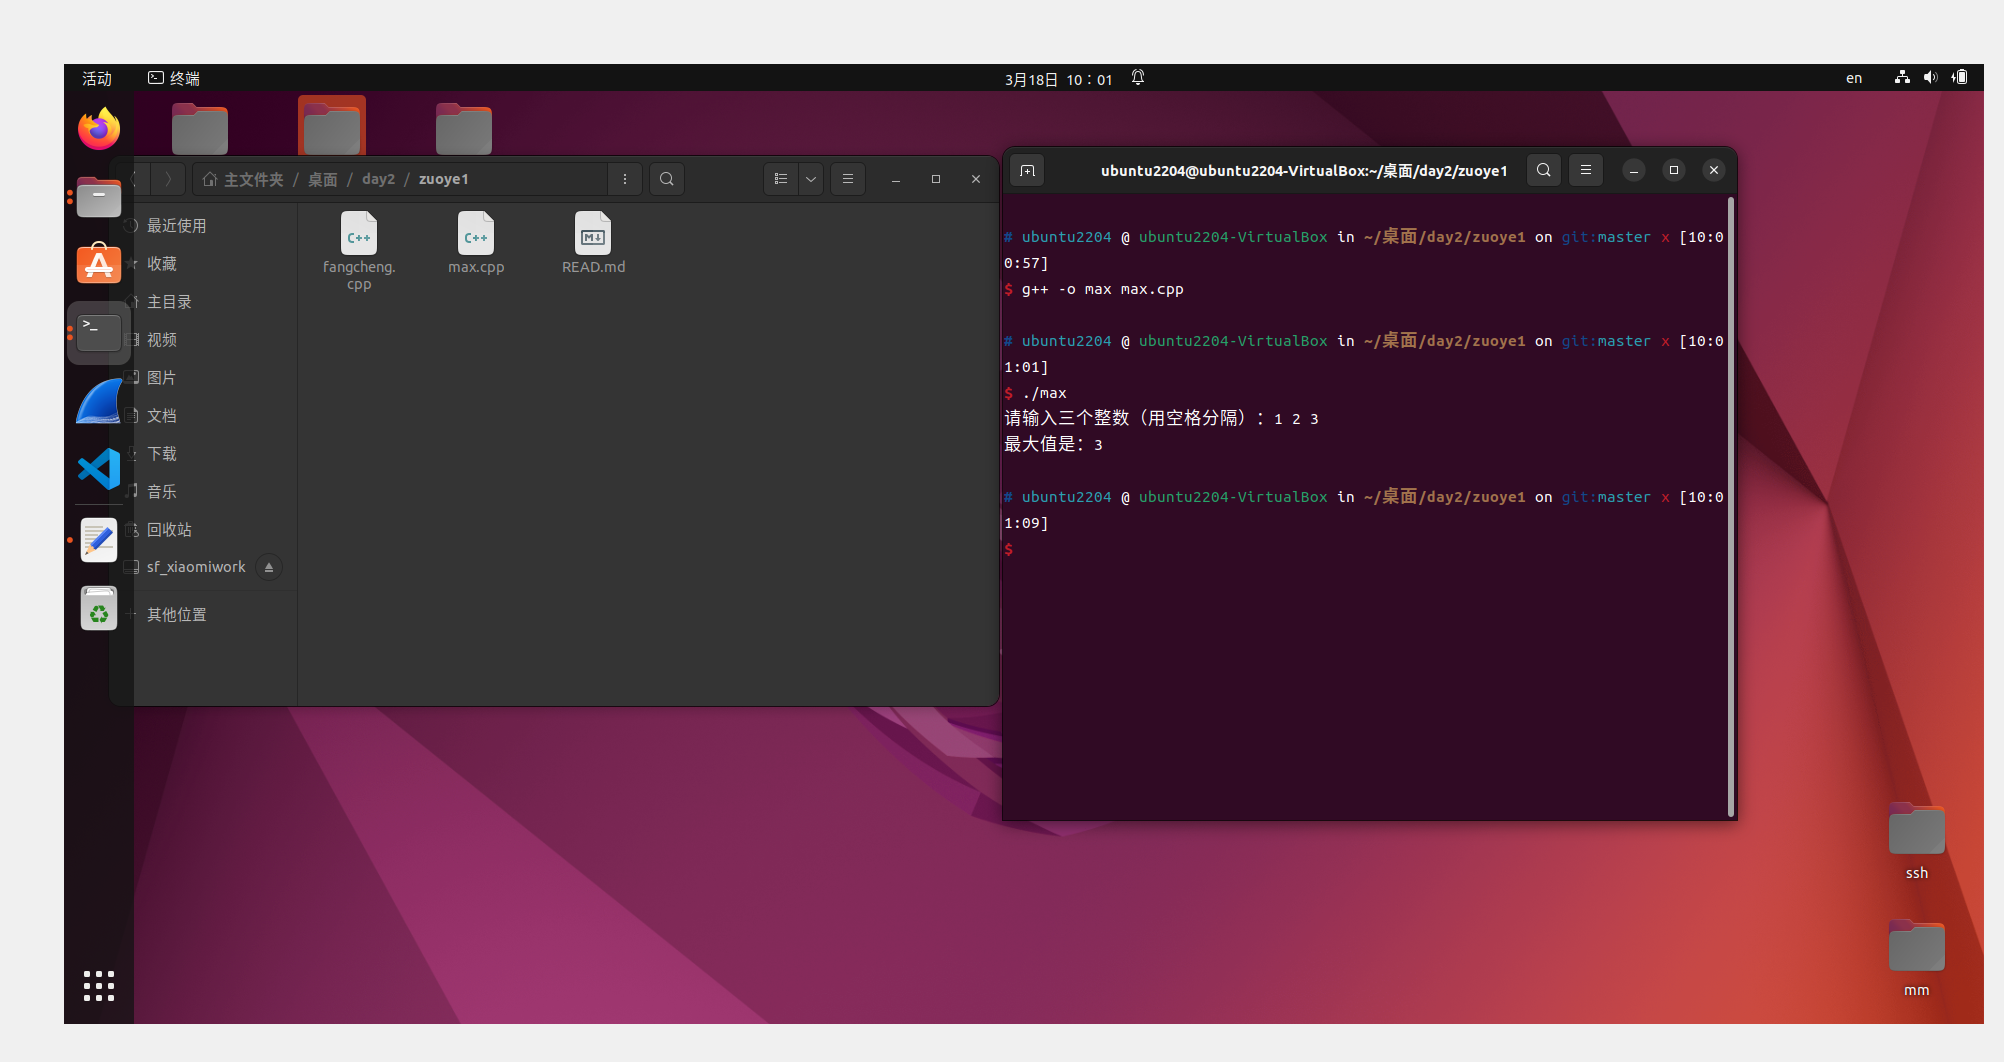 活动 终端 3月18日 10：01 en
主文件夹 / 桌面 / day2 / zuoye1
最近使用
收藏
主目录
视频
图片
文档
下载
音乐
回收站
sf_xiaomiwork
其他位置
fangcheng.
cpp
max.cpp
READ.md
ubuntu2204@ubuntu2204-VirtualBox:~/桌面/day2/zuoye1
# ubuntu2204 @ ubuntu2204-VirtualBox in ~/桌面/day2/zuoye1 on git:master x [10:0
0:57]
$ g++ -o max max.cpp
# ubuntu2204 @ ubuntu2204-VirtualBox in ~/桌面/day2/zuoye1 on git:master x [10:0
1:01]
$ ./max
请输入三个整数（用空格分隔）：1 2 3
最大值是：3
# ubuntu2204 @ ubuntu2204-VirtualBox in ~/桌面/day2/zuoye1 on git:master x [10:0
1:09]
$
ssh
mm